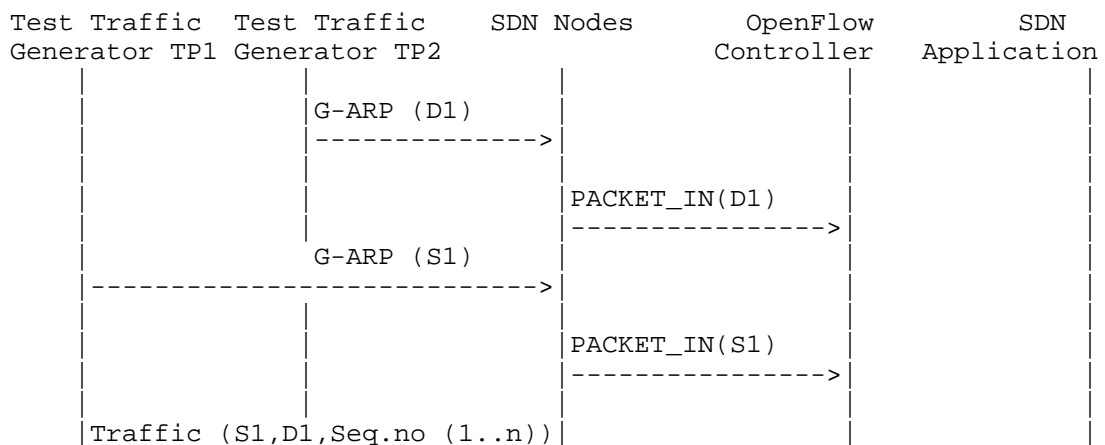 Test Traffic Test Traffic SDN Nodes OpenFlow SDN
Generator TP1 Generator TP2 Controller Application
G-ARP (D1)
PACKET_IN(D1)
G-ARP (S1)
PACKET_IN(S1)
Traffic (S1,D1,Seq.no (1..n))